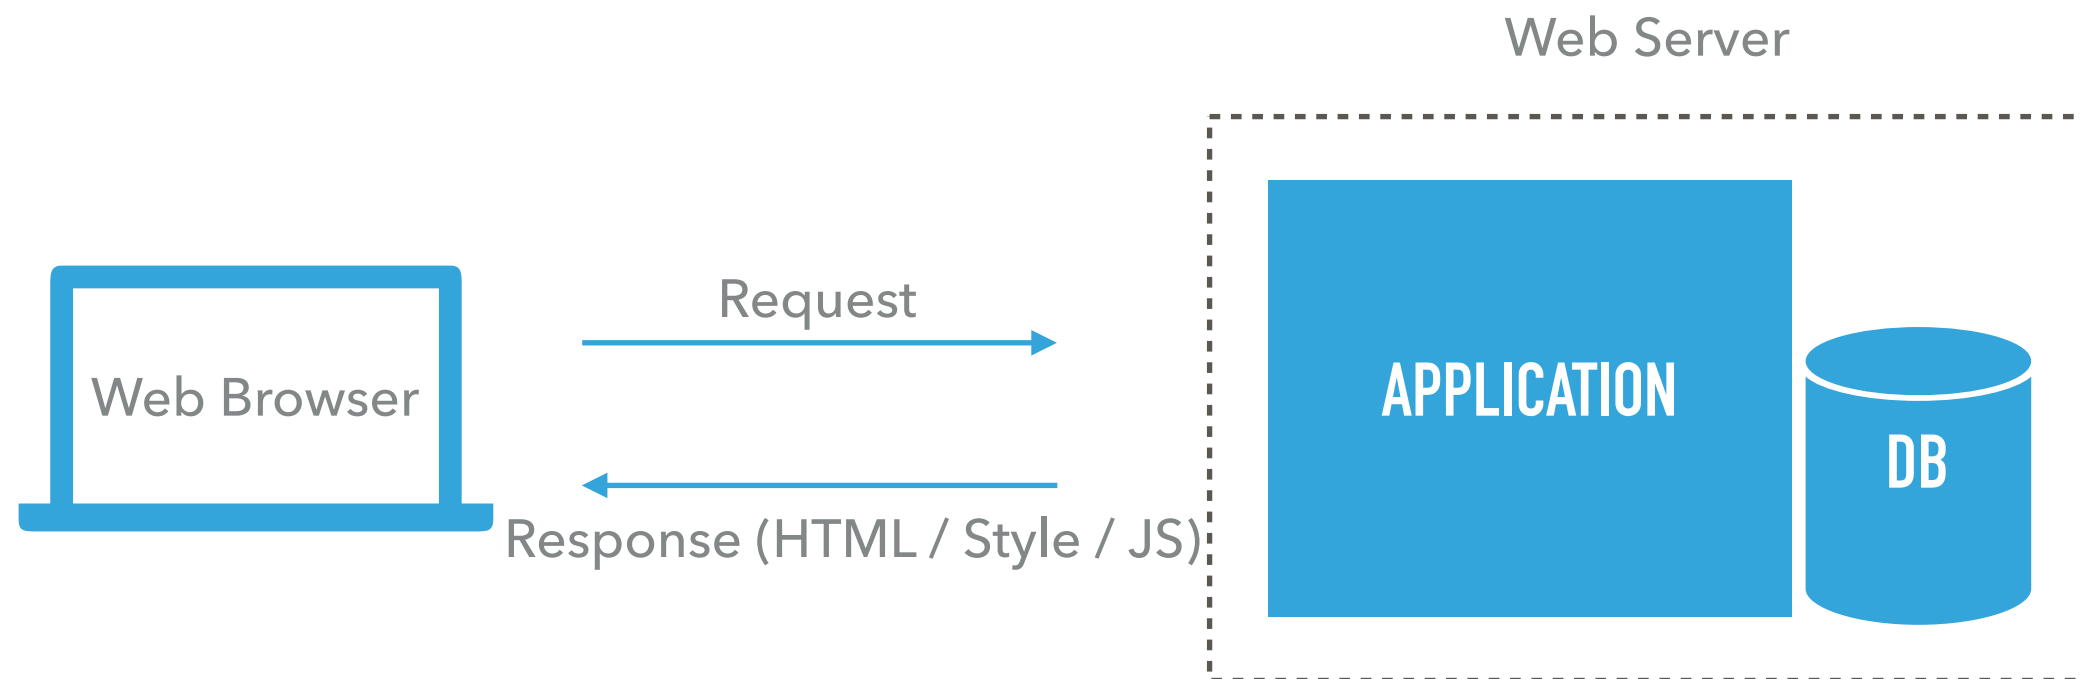 Web Server
Request
Web Browser
APPLICATION
DB
Response (HTML / Style / JS)